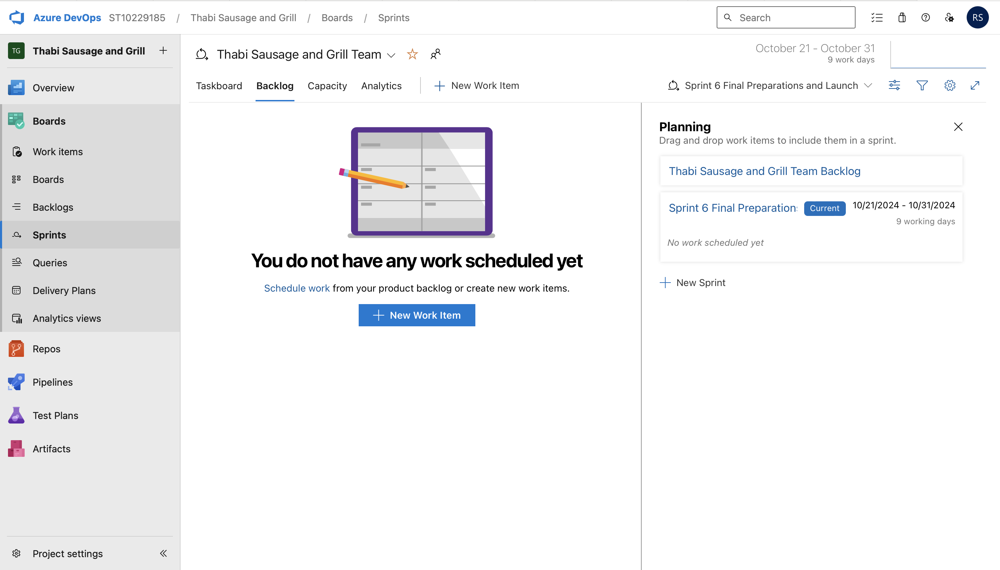 Azure DevOps ST10229185 / Thabi Sausage and Grill / Boards / Sprints
Search
RS
TG Thabi Sausage and Grill
Overview
Boards
Work items
Boards
Backlogs
Sprints
Queries
Delivery Plans
Analytics views
Repos
Pipelines
Test Plans
Artifacts
Project settings
Thabi Sausage and Grill Team
October 21 - October 31
9 work days
Taskboard Backlog Capacity Analytics New Work Item
Sprint 6 Final Preparations and Launch
You do not have any work scheduled yet
Schedule work from your product backlog or create new work items.
New Work Item
Planning
Drag and drop work items to include them in a sprint.
Thabi Sausage and Grill Team Backlog
Sprint 6 Final Preparations Current 10/21/2024 - 10/31/2024
9 working days
No work scheduled yet
New Sprint